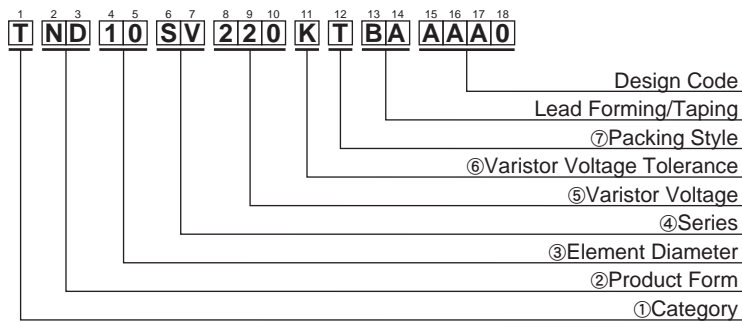 1 2 3 4 5 6 7 8 9 10 11 12 13 14 15 16 17 18
T ND 10 SV 220 K T BA AAA0
Design Code
Lead Forming/Taping
⑦Packing Style
⑥Varistor Voltage Tolerance
⑤Varistor Voltage
④Series
③Element Diameter
②Product Form
①Category